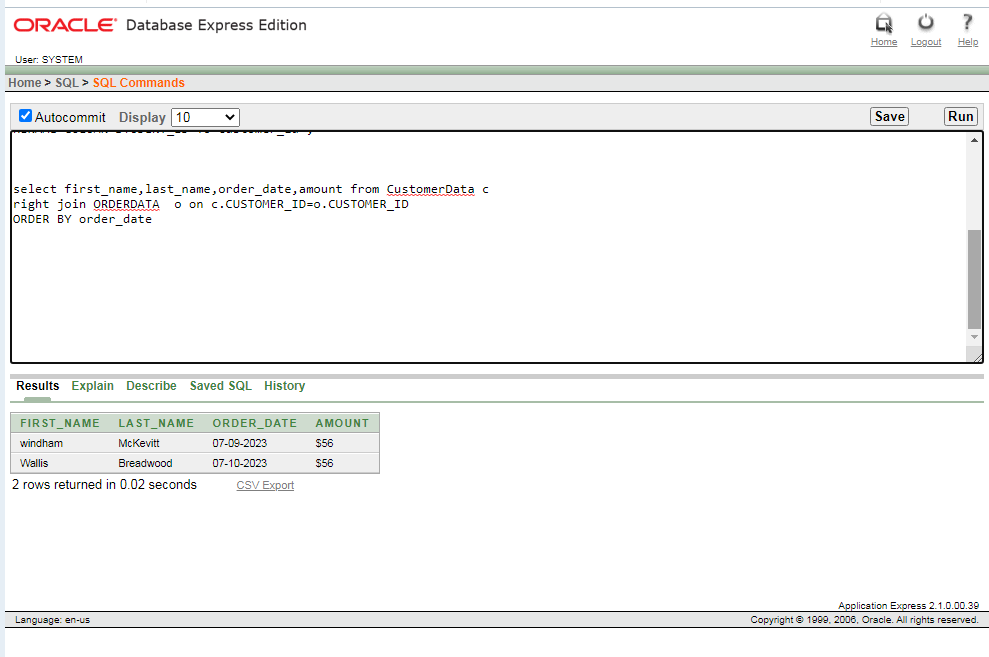 ORACLE® Database Express Edition
Home Logout Help
User: SYSTEM
Home > SQL > SQL Commands
Autocommit Display 10 Save Run
select first_name,last_name,order_date,amount from CustomerData c
right join ORDERDATA  o on c.CUSTOMER_ID=o.CUSTOMER_ID
ORDER BY order_date
Results Explain Describe Saved SQL History
FIRST_NAME LAST_NAME ORDER_DATE AMOUNT
windham McKevitt 07-09-2023 $56
Wallis Breadwood 07-10-2023 $56
2 rows returned in 0.02 seconds CSV Export
Application Express 2.1.0.00.39
Language: en-us Copyright © 1999, 2006, Oracle. All rights reserved.